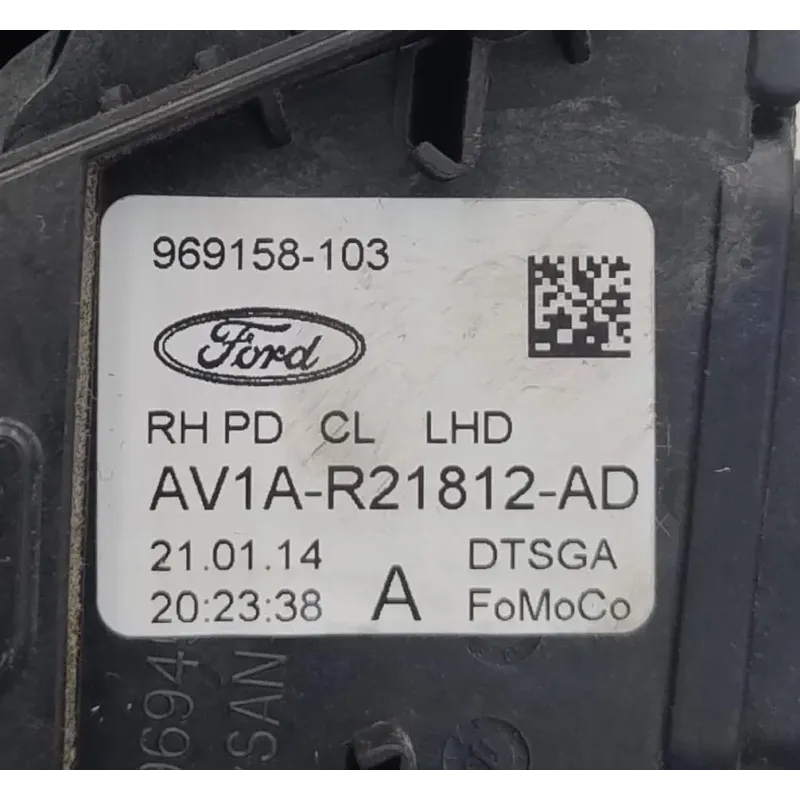 969158-103
Ford
RH PD CL LHD
AV1A-R21812-AD
21.01.14 DTSGA
20:23:38 A FoMoCo